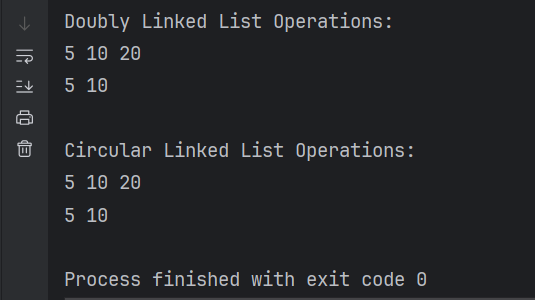 Doubly Linked List Operations:
5 10 20
5 10
Circular Linked List Operations:
5 10 20
5 10
Process finished with exit code 0